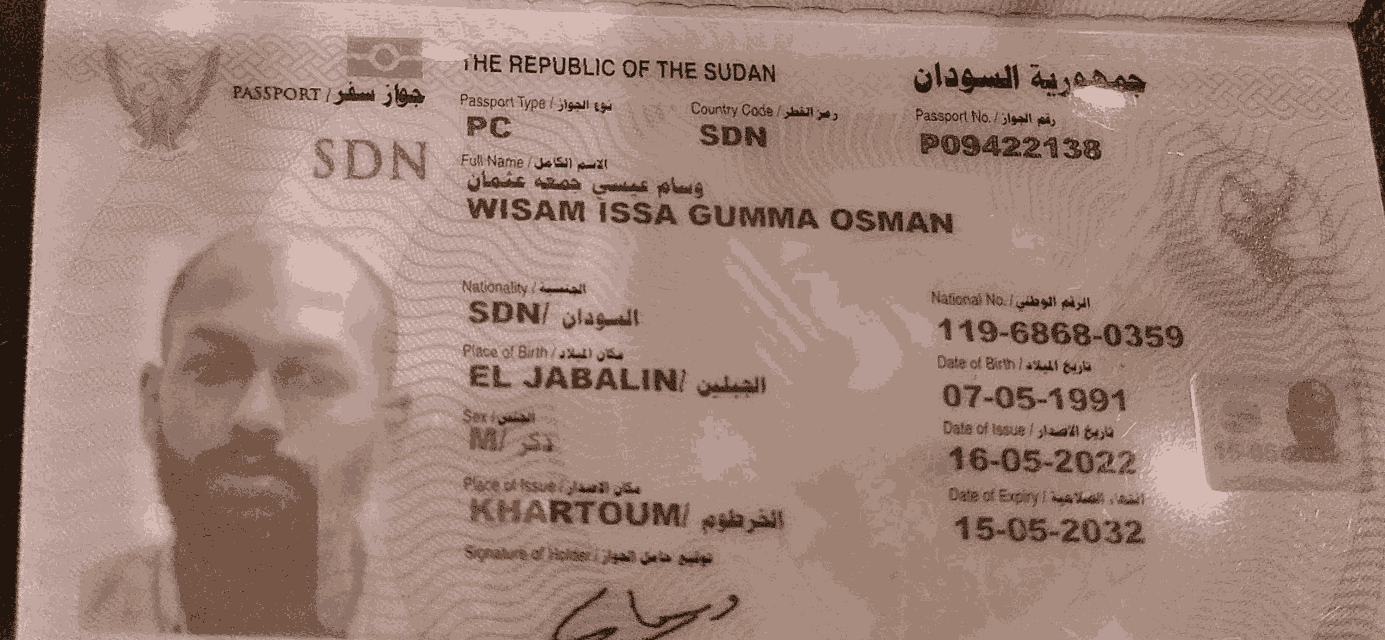 THE REPUBLIC OF THE SUDAN
جمهورية السودان
PASSPORT / جواز سفر
SDN
Passport Type / نوع الجواز
PC
Country Code / رمز القطر
SDN
Passport No. / رقم الجواز
P09422138
Full Name / الاسم الكامل
وسام عيسي جمعه عثمان
WISAM ISSA GUMMA OSMAN
Nationality / الجنسية
SDN/ السودان
National No. / الرقم الوطني
119-6868-0359
Place of Birth / مكان الميلاد
EL JABALIN/ الجبلين
Date of Birth / تاريخ الميلاد
07-05-1991
Sex / الجنس
M/ ذكر
Date of Issue / تاريخ الاصدار
16-05-2022
Place of Issue / مكان الاصدار
KHARTOUM/ الخرطوم
Date of Expiry / انتهاء الصلاحية
15-05-2032
Signature of Holder / توقيع حامل الجواز